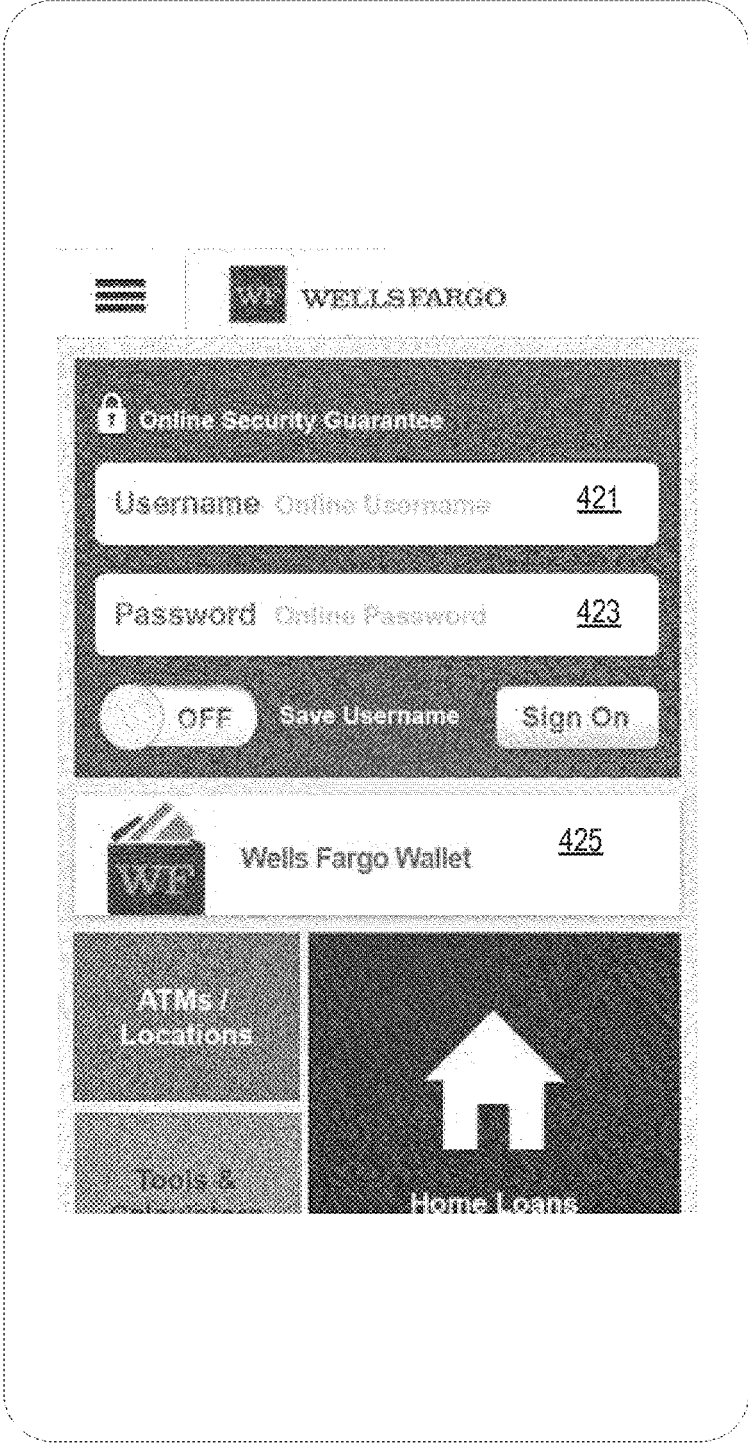 WF WELLS FARGO
Online Security Guarantee
Username Online Username 421
Password Online Password 423
OFF Save Username Sign On
WF Wells Fargo Wallet 425
ATMs /
Locations
Tools &
Calculators
Home Loans